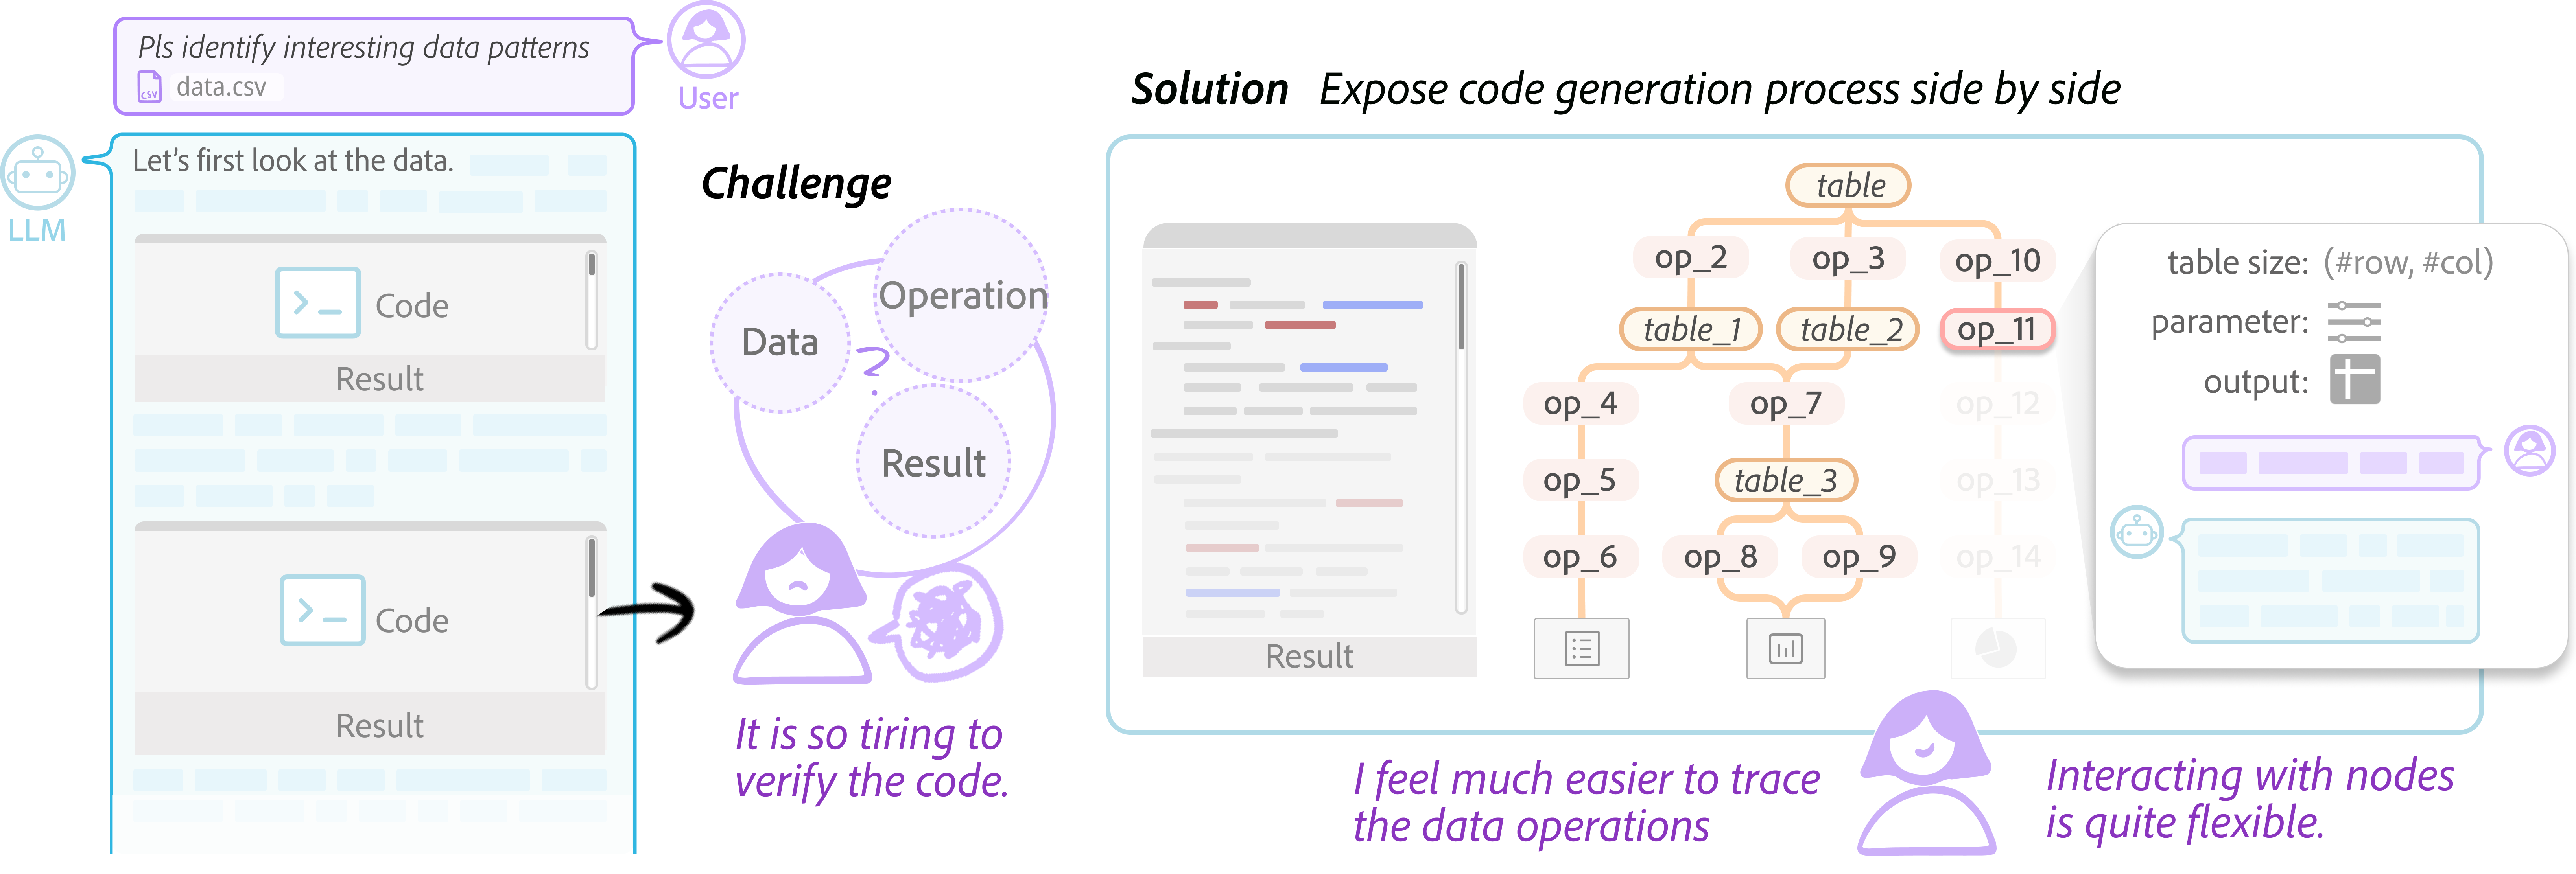 Pls identify interesting data patterns
CSV
data.csv
User
LLM
Let's first look at the data.
Code
Result
Code
Result
Challenge
Operation
Data
?
Result
It is so tiring to
verify the code.
Solution Expose code generation process side by side
Result
table
op_2 op_3 op_10
table_1 table_2 op_11
op_4 op_7 op_12
op_5 table_3 op_13
op_6 op_8 op_9 op_14
table size: (#row, #col)
parameter:
output:
I feel much easier to trace
the data operations
Interacting with nodes
is quite flexible.